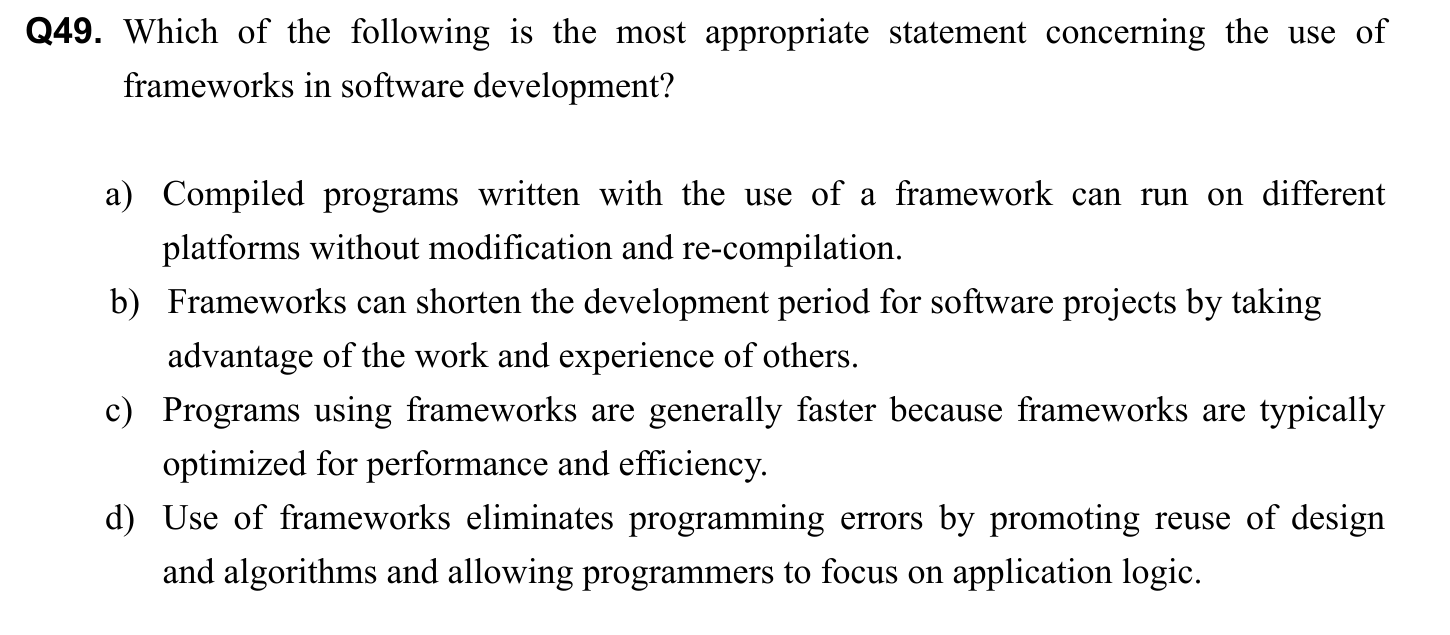 Q49. Which of the following is the most appropriate statement concerning the use of
frameworks in software development?
a) Compiled programs written with the use of a framework can run on different
platforms without modification and re-compilation.
b) Frameworks can shorten the development period for software projects by taking
advantage of the work and experience of others.
c) Programs using frameworks are generally faster because frameworks are typically
optimized for performance and efficiency.
d) Use of frameworks eliminates programming errors by promoting reuse of design
and algorithms and allowing programmers to focus on application logic.